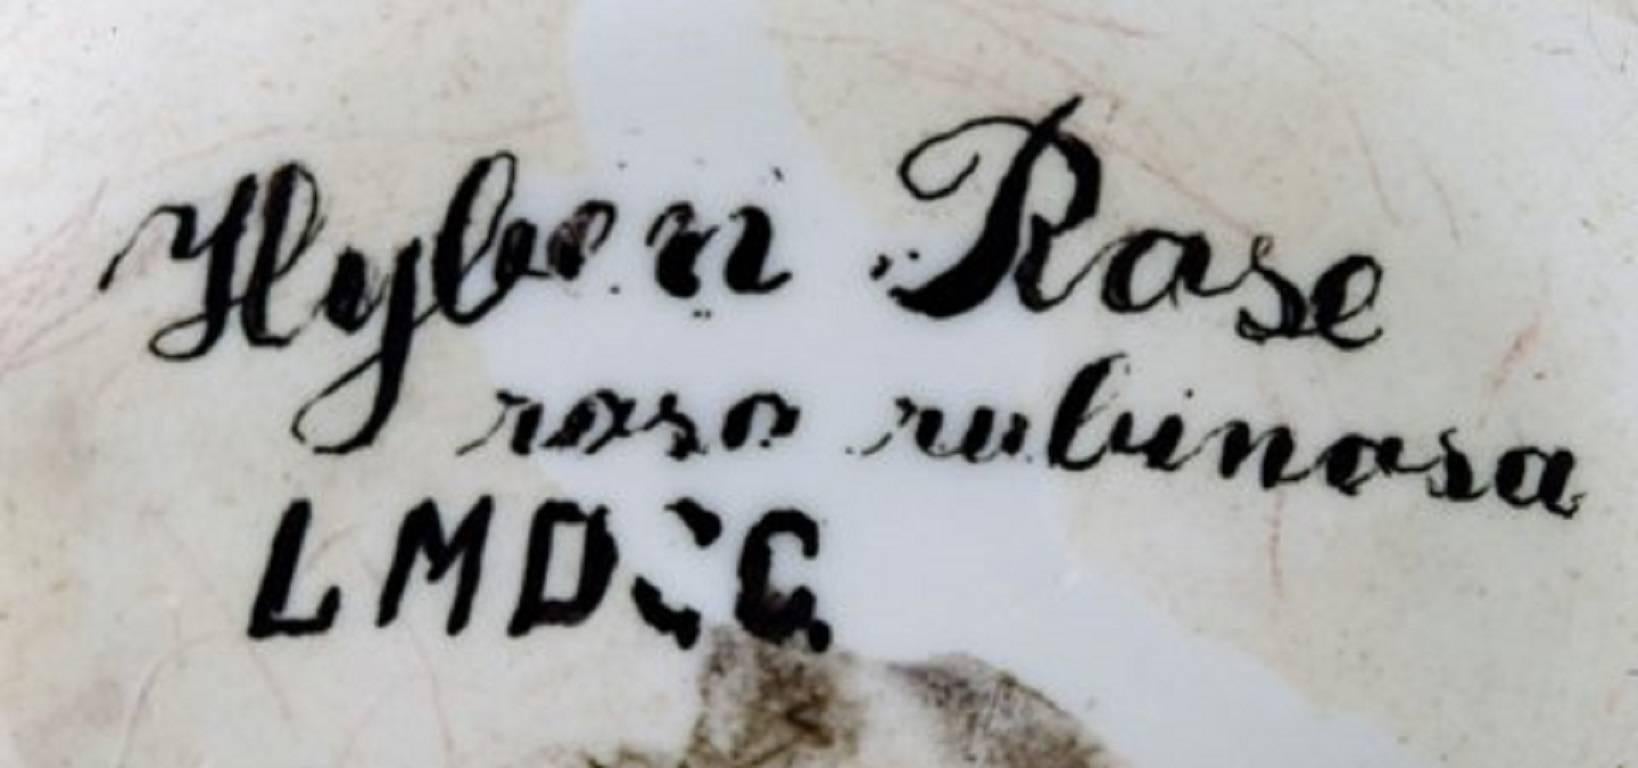 Hyben Rose
rosa rubinosa
LMDCC